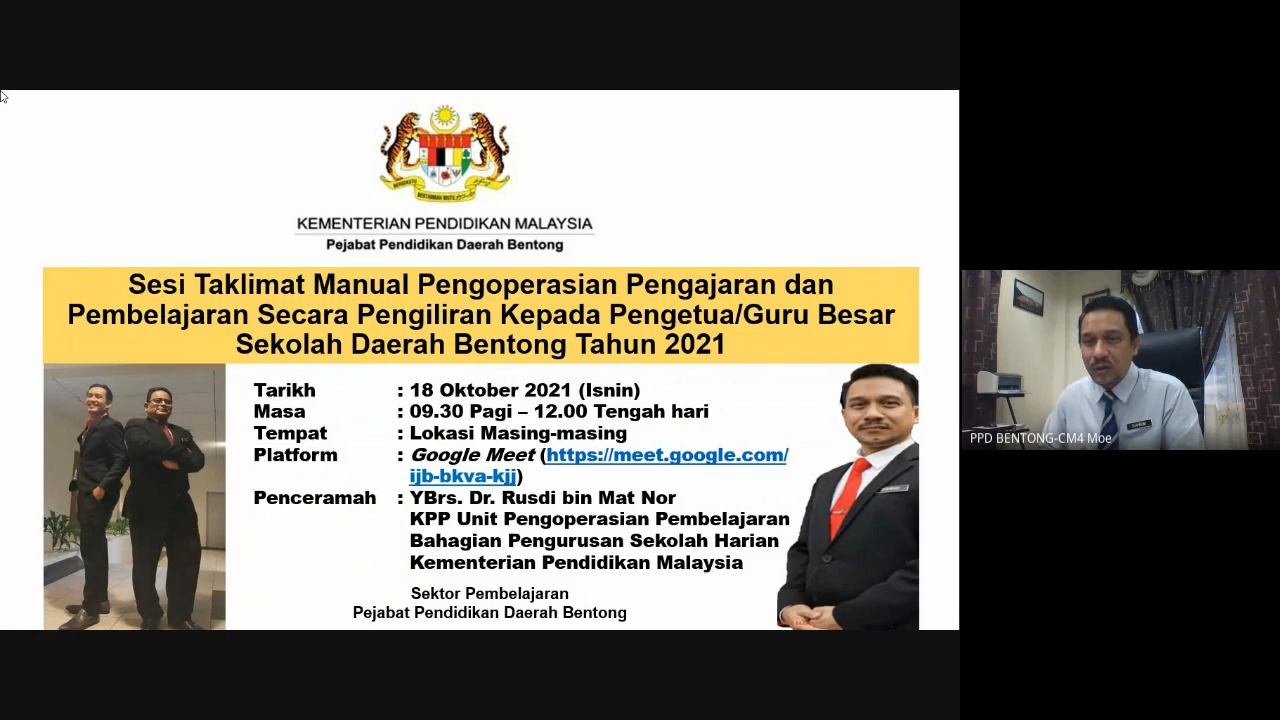 KEMENTERIAN PENDIDIKAN MALAYSIA
Pejabat Pendidikan Daerah Bentong
Sesi Taklimat Manual Pengoperasian Pengajaran dan
Pembelajaran Secara Pengiliran Kepada Pengetua/Guru Besar
Sekolah Daerah Bentong Tahun 2021
Tarikh : 18 Oktober 2021 (Isnin)
Masa : 09.30 Pagi – 12.00 Tengah hari
Tempat : Lokasi Masing-masing
Platform : Google Meet (https://meet.google.com/
ijb-bkva-kjj)
Penceramah : YBrs. Dr. Rusdi bin Mat Nor
KPP Unit Pengoperasian Pembelajaran
Bahagian Pengurusan Sekolah Harian
Kementerian Pendidikan Malaysia
Sektor Pembelajaran
Pejabat Pendidikan Daerah Bentong
PPD BENTONG-CM4 Moe